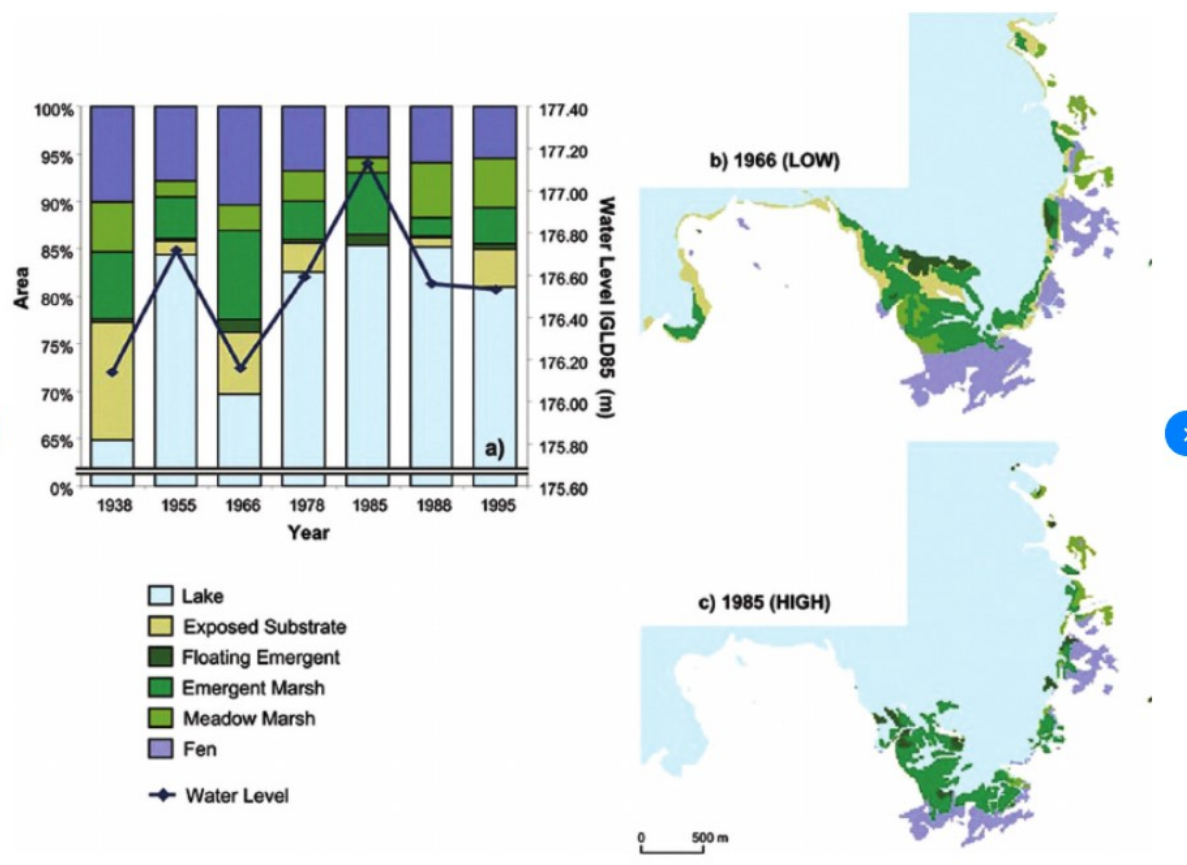 100%
95%
90%
85%
80%
75%
70%
65%
0%
Area
177.40
177.20
177.00
176.80
176.60
176.40
176.20
176.00
175.80
175.60
Water Level IGLD85 (m)
a)
1938 1955 1966 1978 1985 1988 1995
Year
Lake
Exposed Substrate
Floating Emergent
Emergent Marsh
Meadow Marsh
Fen
Water Level
b) 1966 (LOW)
c) 1985 (HIGH)
0 500 m